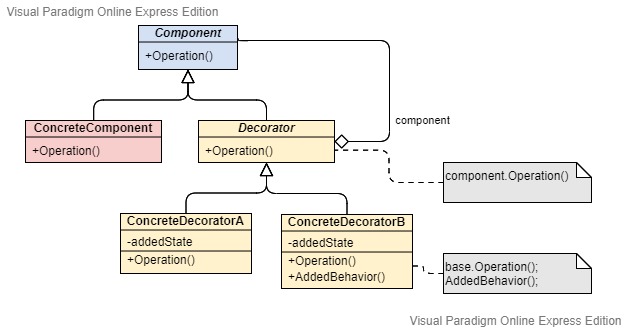 Visual Paradigm Online Express Edition
Component
+Operation()
component
ConcreteComponent
+Operation()
Decorator
+Operation()
component.Operation()
ConcreteDecoratorA
-addedState
+Operation()
ConcreteDecoratorB
-addedState
+Operation()
+AddedBehavior()
base.Operation();
AddedBehavior();
Visual Paradigm Online Express Edition